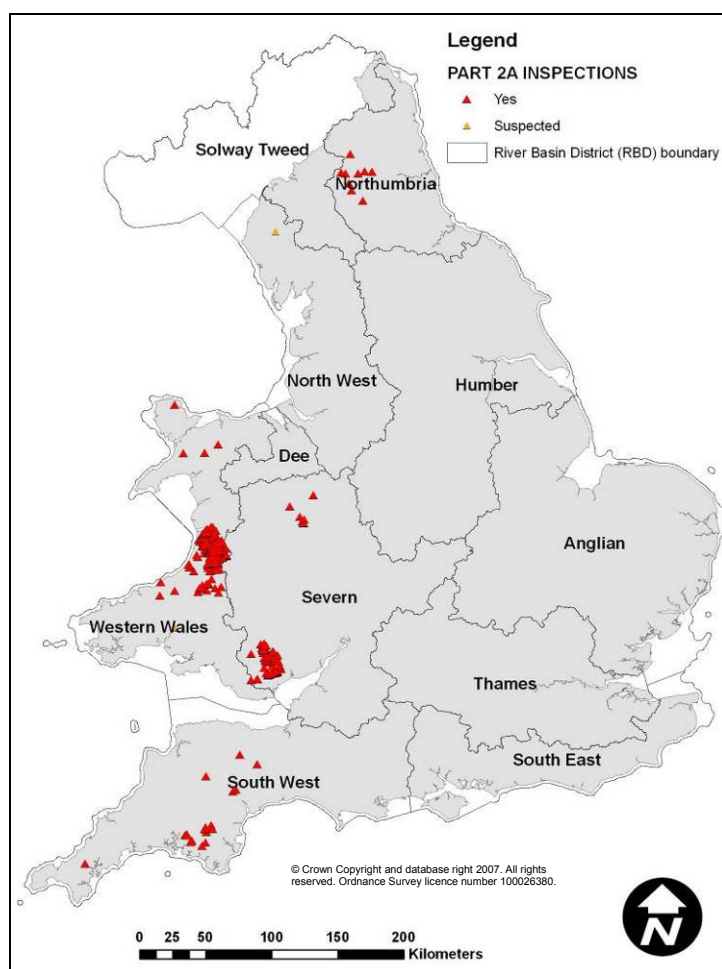 Legend
PART 2A INSPECTIONS
Yes
Suspected
River Basin District (RBD) boundary
Solway Tweed
Northumbria
North West
Humber
Dee
Anglian
Severn
Western Wales
Thames
South East
South West
© Crown Copyright and database right 2007. All rights
reserved. Ordnance Survey licence number 100026380.
0 25 50 100 150 200
Kilometers
N